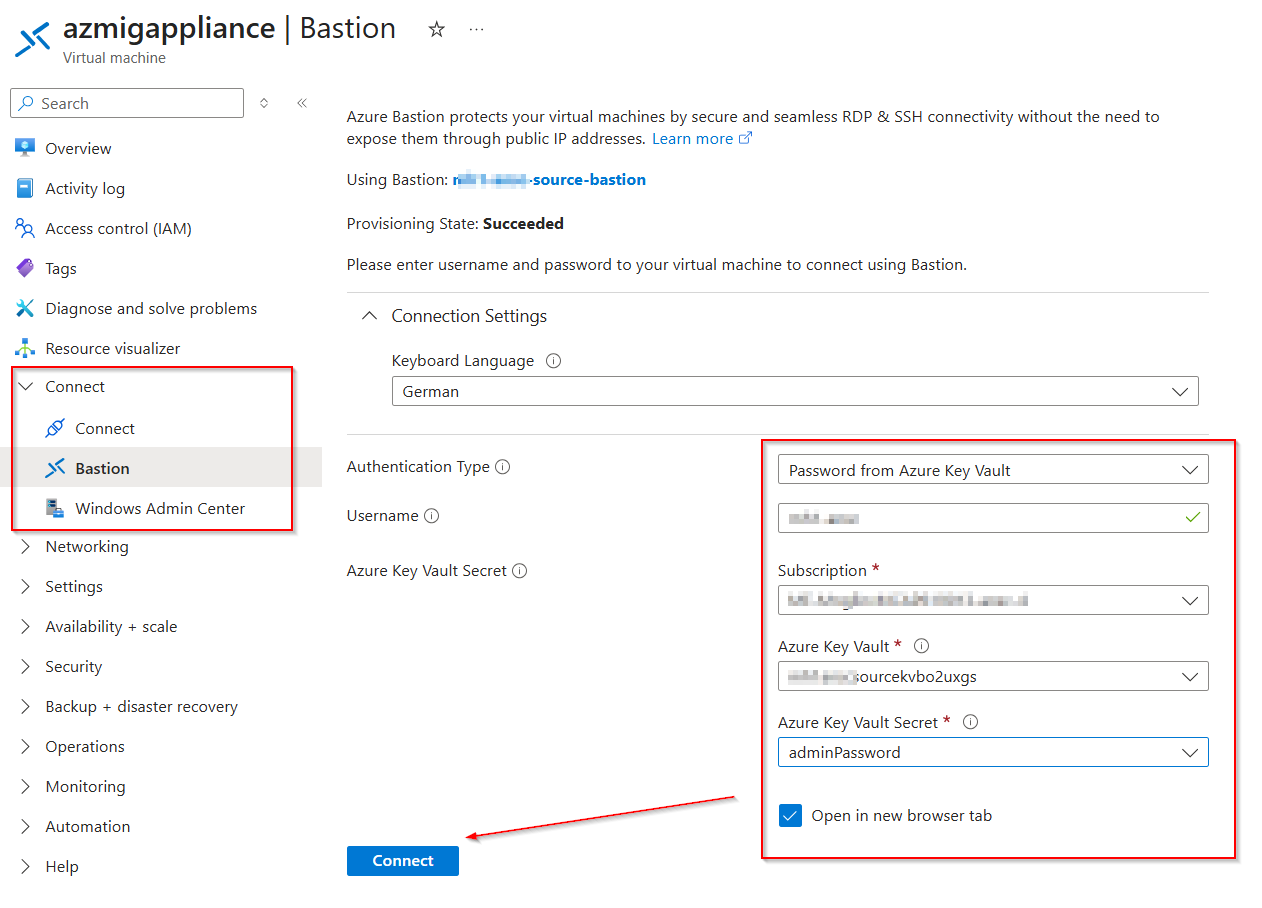 azmigappliance | Bastion
Virtual machine
Search
Overview
Activity log
Access control (IAM)
Tags
Diagnose and solve problems
Resource visualizer
Connect
Connect
Bastion
Windows Admin Center
Networking
Settings
Availability + scale
Security
Backup + disaster recovery
Operations
Monitoring
Automation
Help
Azure Bastion protects your virtual machines by secure and seamless RDP & SSH connectivity without the need to
expose them through public IP addresses. Learn more
Using Bastion: -source-bastion
Provisioning State: Succeeded
Please enter username and password to your virtual machine to connect using Bastion.
Connection Settings
Keyboard Language
German
Authentication Type
Password from Azure Key Vault
Username
Azure Key Vault Secret
Subscription *
Azure Key Vault *
sourcekvbo2uxgs
Azure Key Vault Secret *
adminPassword
Open in new browser tab
Connect